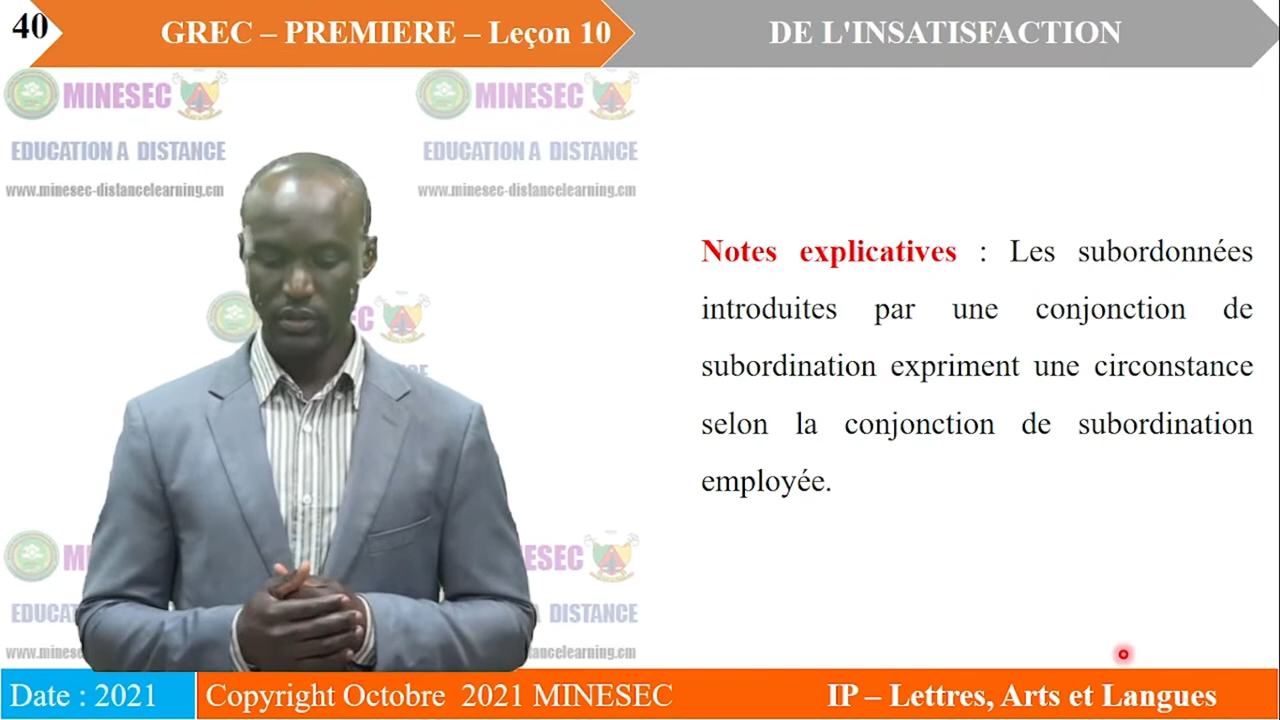 40
GREC – PREMIERE – Leçon 10
DE L'INSATISFACTION
MINESEC
MINESEC
EDUCATION A DISTANCE
EDUCATION A DISTANCE
www.minesec-distancelearning.cm
www.minesec-distancelearning.cm
Notes explicatives : Les subordonnées
introduites par une conjonction de
subordination expriment une circonstance
selon la conjonction de subordination
employée.
Date : 2021
Copyright Octobre 2021 MINESEC
IP – Lettres, Arts et Langues